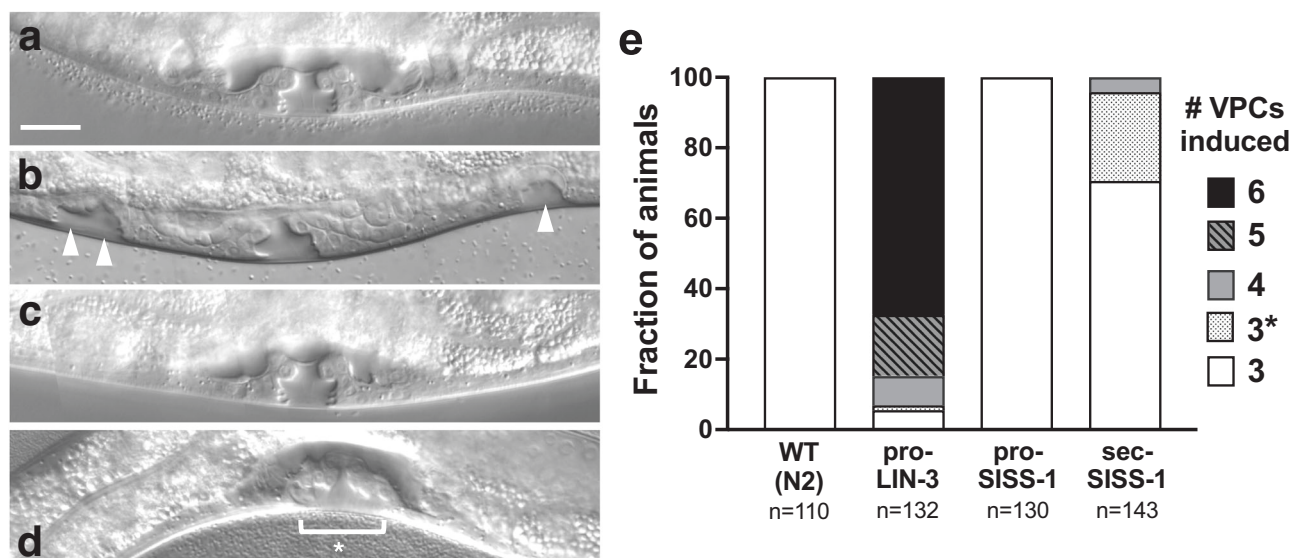 a
b
c
d
*
e
Fraction of animals
100
80
60
40
20
0
WT
(N2)
n=110
pro-
LIN-3
n=132
pro-
SISS-1
n=130
sec-
SISS-1
n=143
# VPCs
induced
6
5
4
3*
3